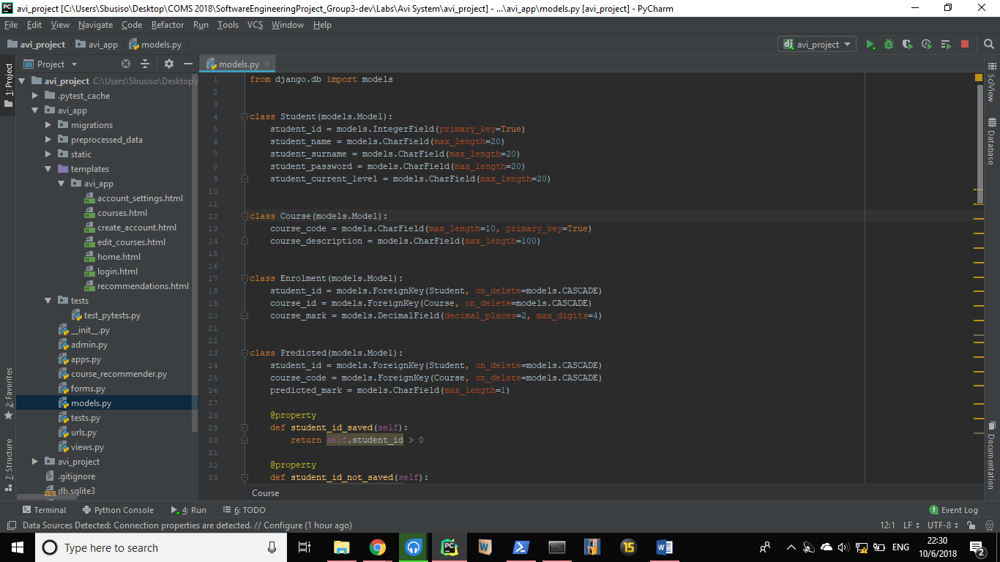 avi_project [C:\Users\Sbusiso\Desktop\COMS 2018\SoftwareEngineeringProject_Group3-dev\Labs\Avi System\avi_project] - ...\avi_app\models.py [avi_project] - PyCharm
File Edit View Navigate Code Refactor Run Tools VCS Window Help
avi_project avi_app models.py
avi_project
Project
models.py
1: Project
2: Favorites
7: Structure
avi_project C:\Users\Sbusiso\Desktop\
.pytest_cache
avi_app
migrations
preprocessed_data
static
templates
avi_app
account_settings.html
courses.html
create_account.html
edit_courses.html
home.html
login.html
recommendations.html
tests
test_pytests.py
__init__.py
admin.py
apps.py
course_recommender.py
forms.py
models.py
tests.py
urls.py
views.py
avi_project
.gitignore
db.sqlite3
1 from django.db import models
2
3
4 class Student(models.Model):
5 student_id = models.IntegerField(primary_key=True)
6 student_name = models.CharField(max_length=20)
7 student_surname = models.CharField(max_length=20)
8 student_password = models.CharField(max_length=20)
9 student_current_level = models.CharField(max_length=20)
10
11
12 class Course(models.Model):
13 course_code = models.CharField(max_length=10, primary_key=True)
14 course_description = models.CharField(max_length=100)
15
16
17 class Enrolment(models.Model):
18 student_id = models.ForeignKey(Student, on_delete=models.CASCADE)
19 course_id = models.ForeignKey(Course, on_delete=models.CASCADE)
20 course_mark = models.DecimalField(decimal_places=2, max_digits=4)
21
22
23 class Predicted(models.Model):
24 student_id = models.ForeignKey(Student, on_delete=models.CASCADE)
25 course_code = models.ForeignKey(Course, on_delete=models.CASCADE)
26 predicted_mark = models.CharField(max_length=1)
27
28 @property
29 def student_id_saved(self):
30 return self.student_id > 0
31
32 @property
33 def student_id_not_saved(self):
Course
SciView
Database
Documentation
Terminal Python Console 4: Run 6: TODO 1 Event Log
Data Sources Detected: Connection properties are detected. // Configure (1 hour ago) 12:1 LF UTF-8
Type here to search
ENG
22:30
10/6/2018
2